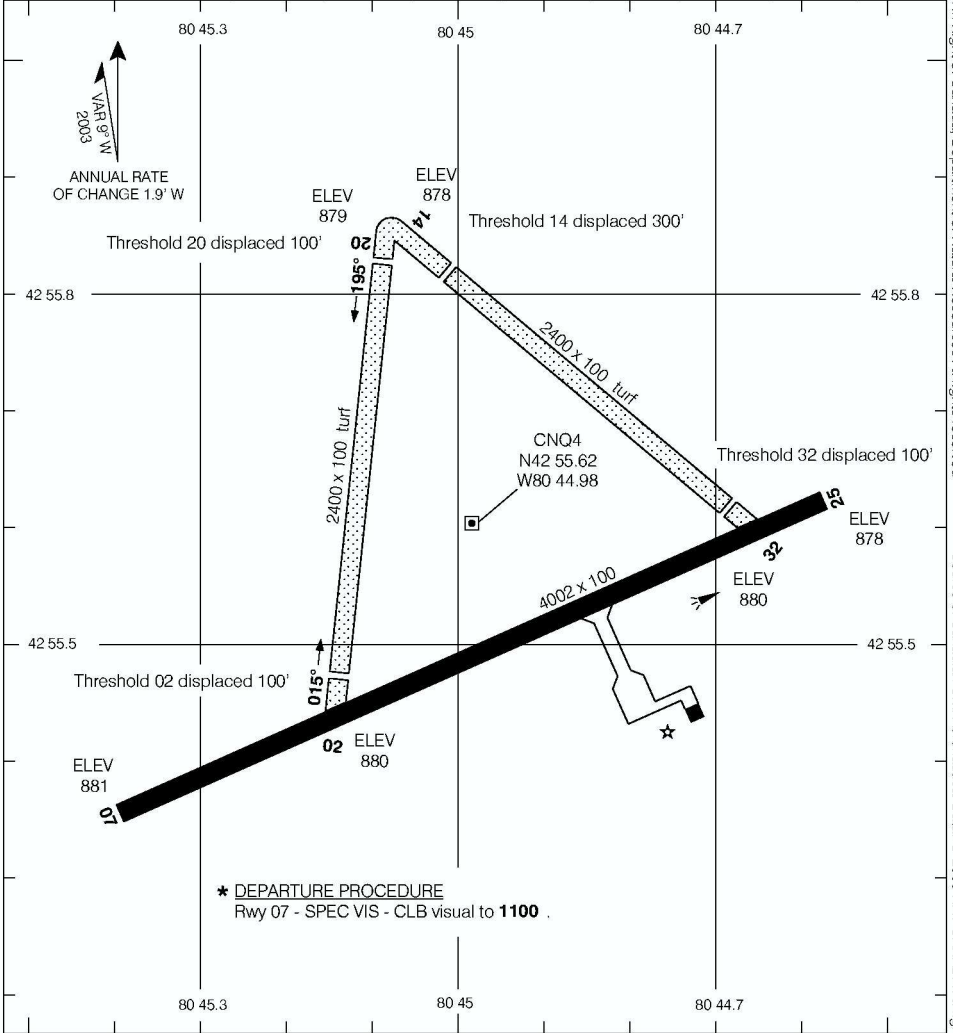 80 45.3
80 45
80 44.7
VAR 9° W
2003
ANNUAL RATE
OF CHANGE 1.9' W
ELEV
878
ELEV
879
14
Threshold 14 displaced 300'
20
Threshold 20 displaced 100'
195°
42 55.8
42 55.8
2400 x 100 turf
2400 x 100 turf
CNQ4
N42 55.62
W80 44.98
Threshold 32 displaced 100'
25
ELEV
878
32
ELEV
880
4002 x 100
42 55.5
42 55.5
015°
Threshold 02 displaced 100'
02
ELEV
880
ELEV
881
07
* DEPARTURE PROCEDURE
Rwy 07 - SPEC VIS - CLB visual to 1100 .
80 45.3
80 45
80 44.7